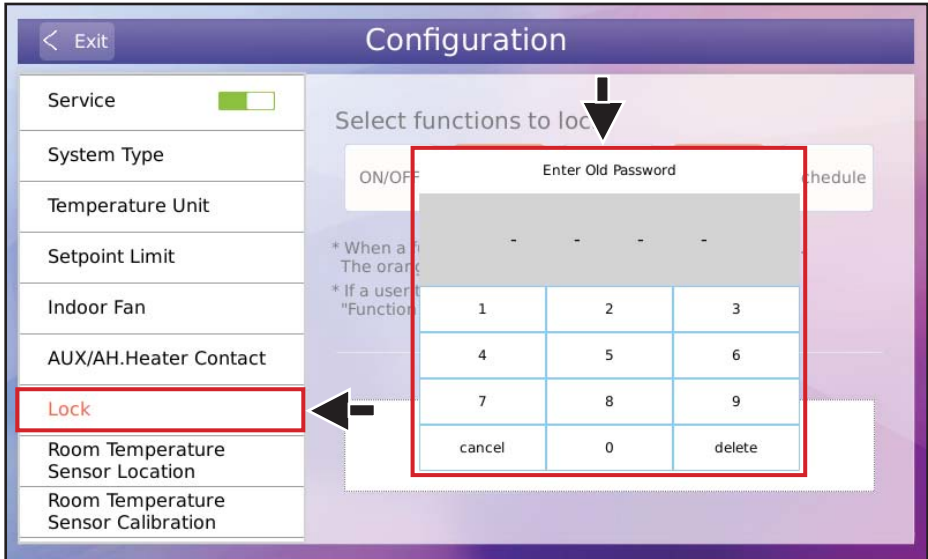 Exit
Configuration
Service
System Type
Temperature Unit
Setpoint Limit
Indoor Fan
AUX/AH.Heater Contact
Lock
Room Temperature
Sensor Location
Room Temperature
Sensor Calibration
Select functions to loc
ON/OFF
chedule
* When a
The orang
* If a user t
"Function
Enter Old Password
- - - -
1 2 3
4 5 6
7 8 9
cancel 0 delete